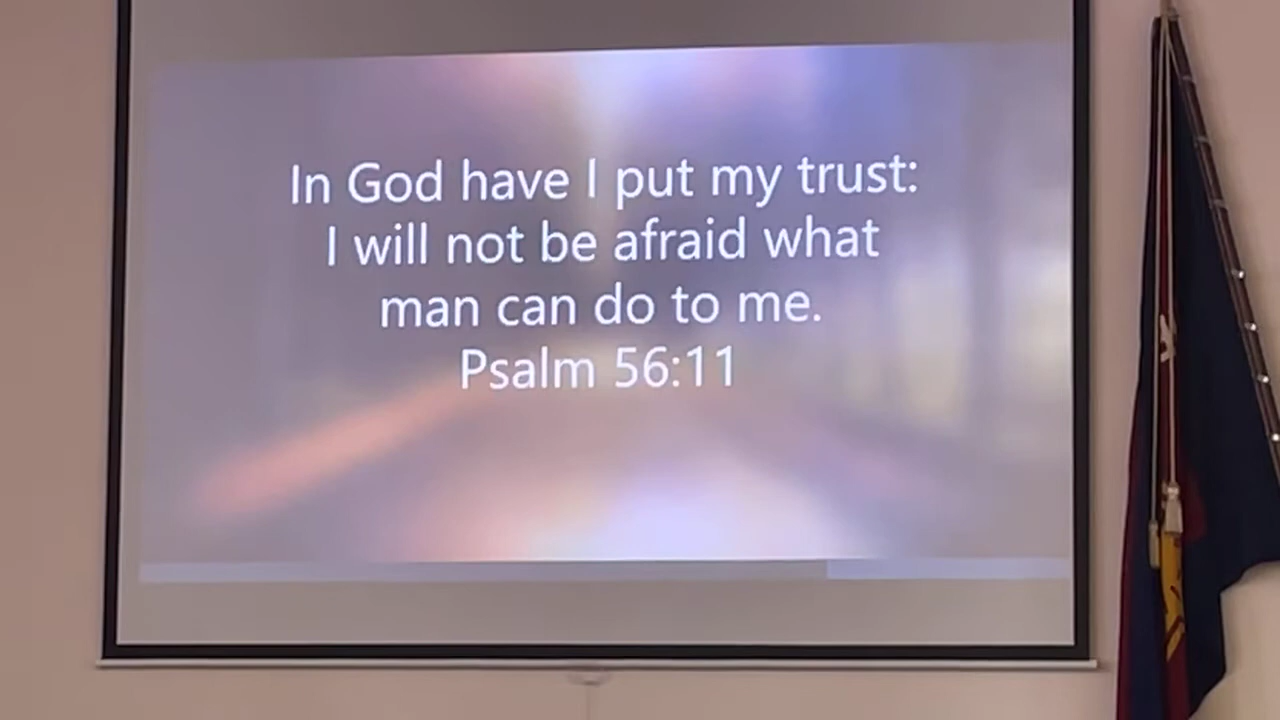 In God have I put my trust:
I will not be afraid what
man can do to me.
Psalm 56:11